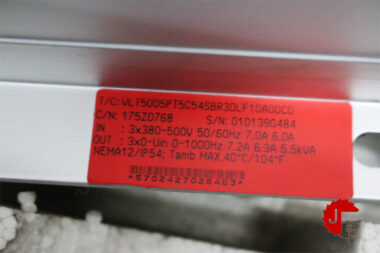 T/C: VLT5005PT5C54SBR3DLF10A00C0
C/N: 175Z0768 S/N: 010139G484
IN : 3x380-500V 50/60Hz 7.0A 6.0A
OUT : 3x0-Uin 0-1000Hz 7.2A 6.3A 5.5kVA
NEMA12/IP54: Tamb MAX.40°C/104°F
*5702427026483*